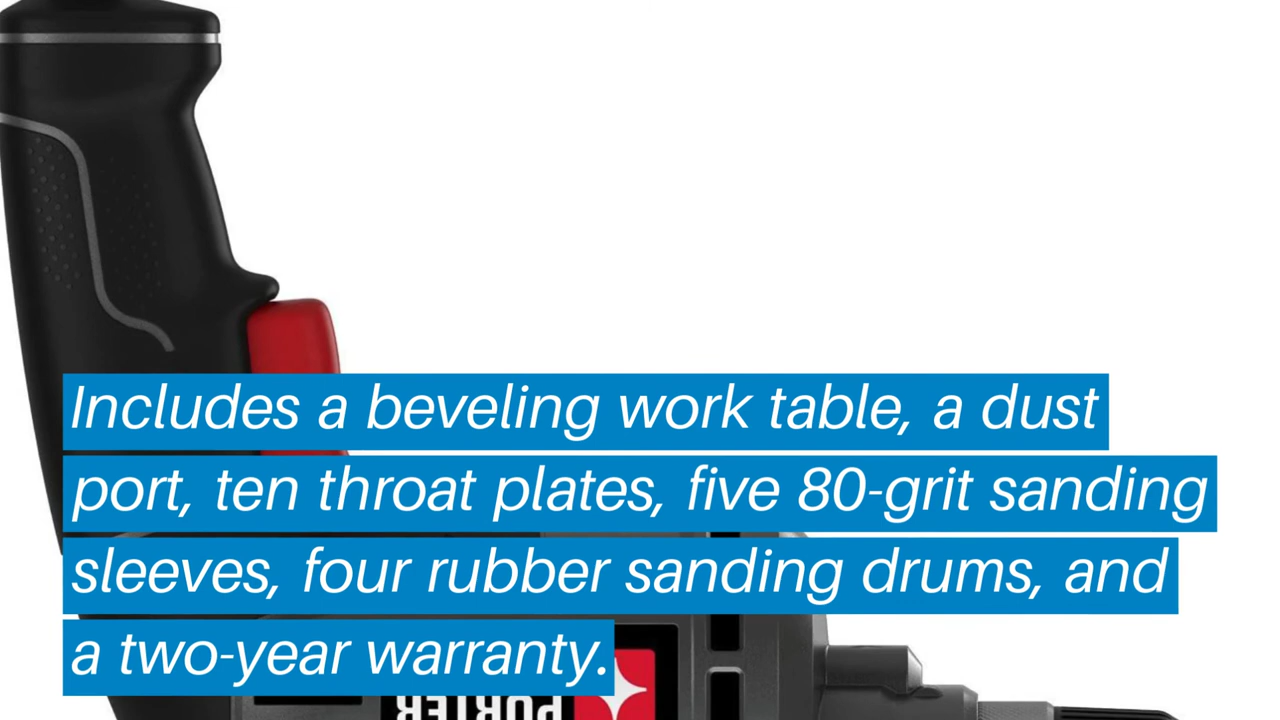 Includes a beveling work table, a dust
port, ten throat plates, five 80-grit sanding
sleeves, four rubber sanding drums, and
a two-year warranty.
PORTER